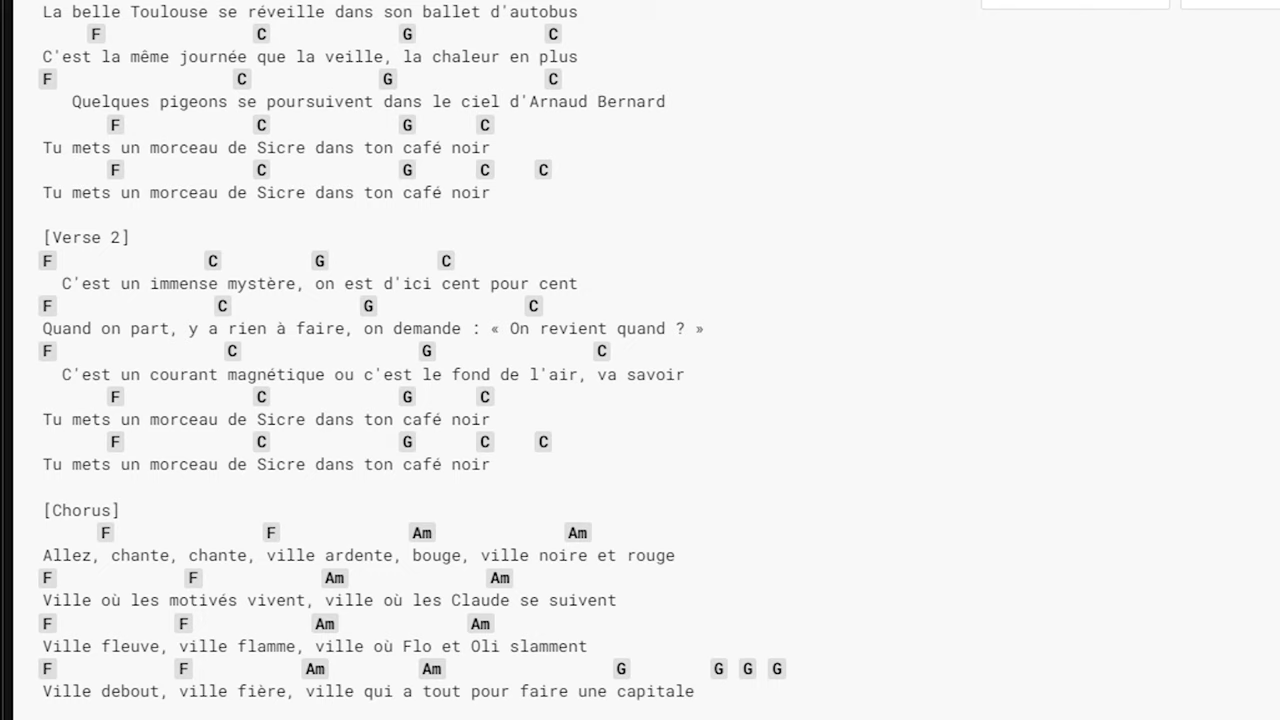 La belle Toulouse se réveille dans son ballet d'autobus
F C G C
C'est la même journée que la veille, la chaleur en plus
F C G C
Quelques pigeons se poursuivent dans le ciel d'Arnaud Bernard
F C G C
Tu mets un morceau de Sicre dans ton café noir
F C G C C
Tu mets un morceau de Sicre dans ton café noir
[Verse 2]
F C G C
C'est un immense mystère, on est d'ici cent pour cent
F C G C
Quand on part, y a rien à faire, on demande : « On revient quand ? »
F C G C
C'est un courant magnétique ou c'est le fond de l'air, va savoir
F C G C
Tu mets un morceau de Sicre dans ton café noir
F C G C C
Tu mets un morceau de Sicre dans ton café noir
[Chorus]
F F Am Am
Allez, chante, chante, ville ardente, bouge, ville noire et rouge
F F Am Am
Ville où les motivés vivent, ville où les Claude se suivent
F F Am Am
Ville fleuve, ville flamme, ville où Flo et Oli slamment
F F Am Am G G G G
Ville debout, ville fière, ville qui a tout pour faire une capitale